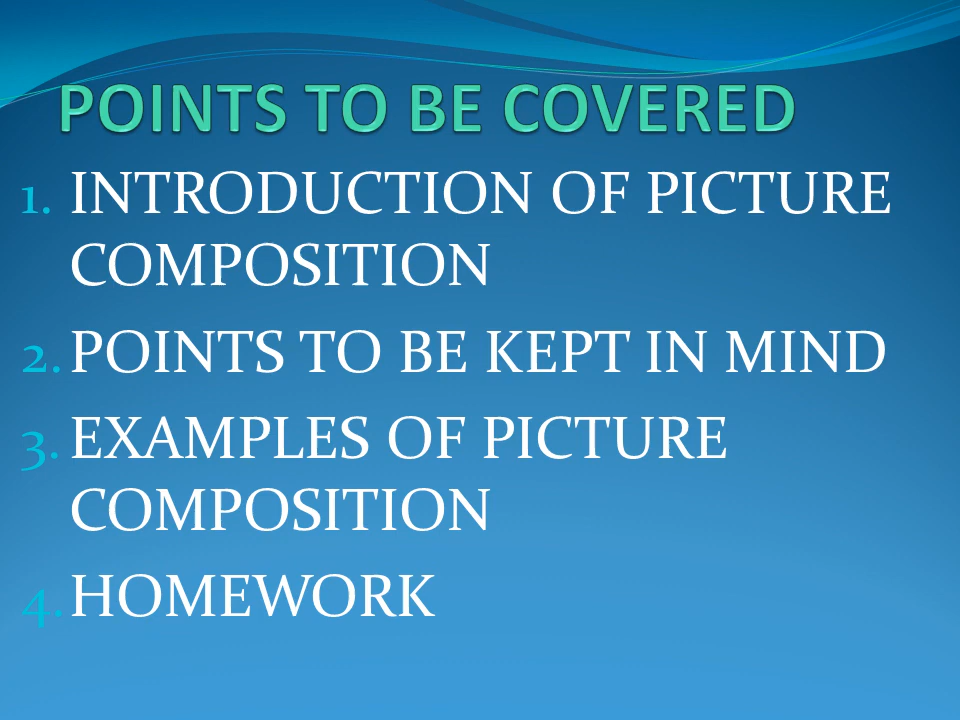 POINTS TO BE COVERED
1. INTRODUCTION OF PICTURE
COMPOSITION
2. POINTS TO BE KEPT IN MIND
3. EXAMPLES OF PICTURE
COMPOSITION
4. HOMEWORK